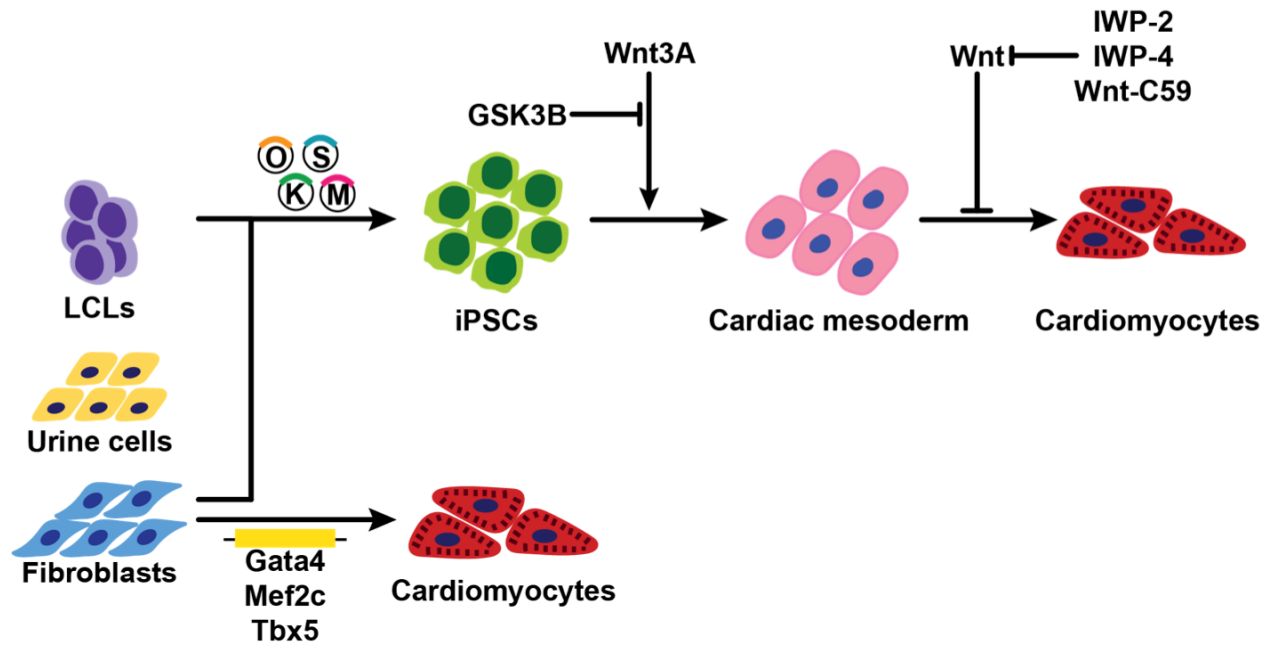 IWP-2
Wnt3A
Wnt
IWP-4
Wnt-C59
GSK3B
O S
K M
LCLs
iPSCs
Cardiac mesoderm
Cardiomyocytes
Urine cells
Fibroblasts
Gata4
Mef2c
Tbx5
Cardiomyocytes